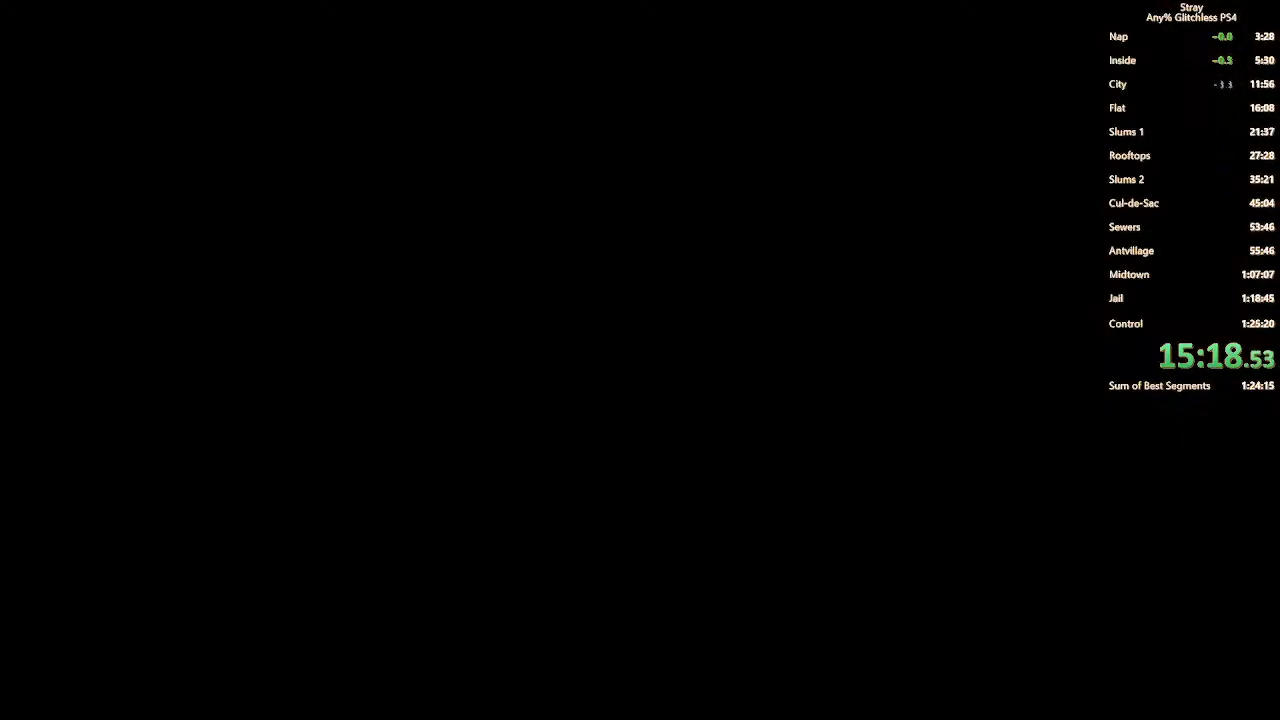 Stray
Any% Glitchless PS4
Nap -0.0 3:28
Inside -0.5 5:30
City -3.3 11:56
Flat 16:08
Slums 1 21:37
Rooftops 27:28
Slums 2 35:21
Cul-de-Sac 45:04
Sewers 53:46
Antvillage 55:46
Midtown 1:07:07
Jail 1:18:45
Control 1:25:20
15:18.53
Sum of Best Segments 1:24:15